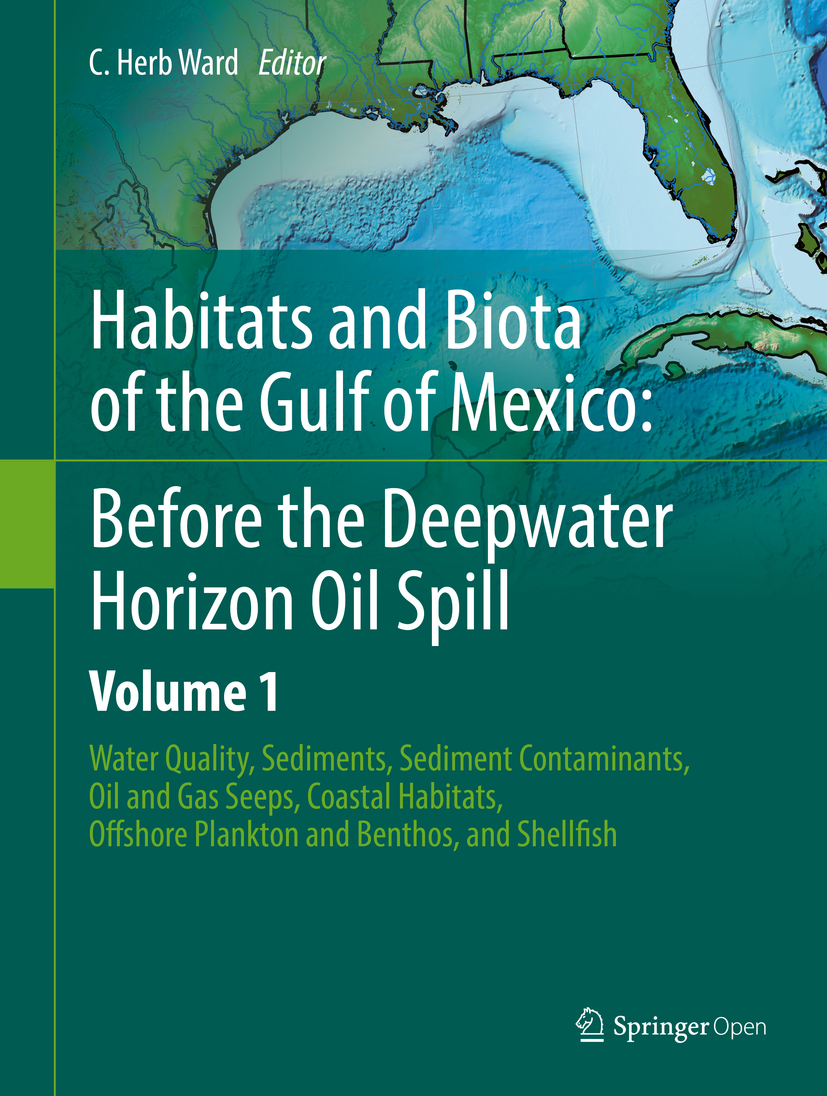 C. Herb Ward Editor
Habitats and Biota
of the Gulf of Mexico:
Before the Deepwater
Horizon Oil Spill
Volume 1
Water Quality, Sediments, Sediment Contaminants,
Oil and Gas Seeps, Coastal Habitats,
Offshore Plankton and Benthos, and Shellfish
Springer Open